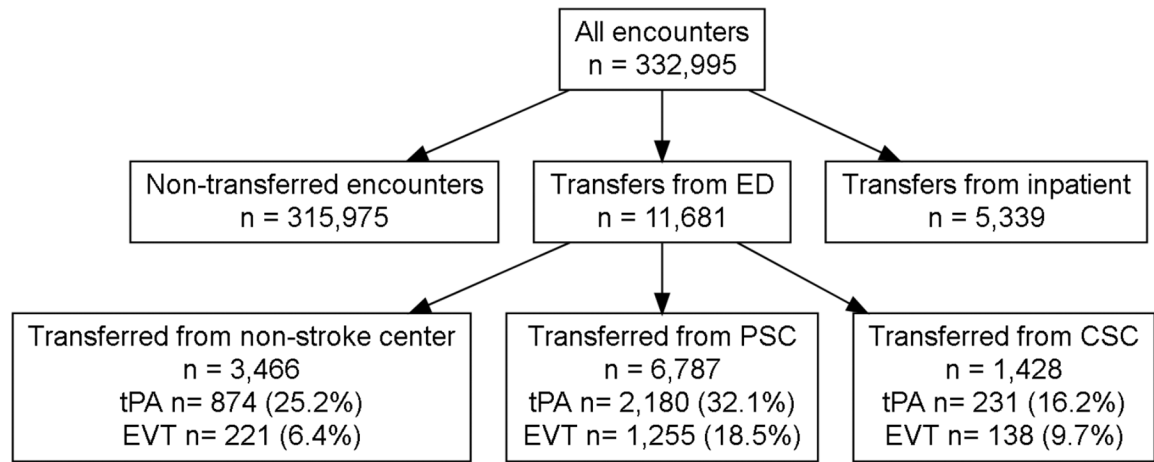 All encounters
n = 332,995
Non-transferred encounters
n = 315,975
Transfers from ED
n = 11,681
Transfers from inpatient
n = 5,339
Transferred from non-stroke center
n = 3,466
tPA n= 874 (25.2%)
EVT n= 221 (6.4%)
Transferred from PSC
n = 6,787
tPA n= 2,180 (32.1%)
EVT n= 1,255 (18.5%)
Transferred from CSC
n = 1,428
tPA n= 231 (16.2%)
EVT n= 138 (9.7%)